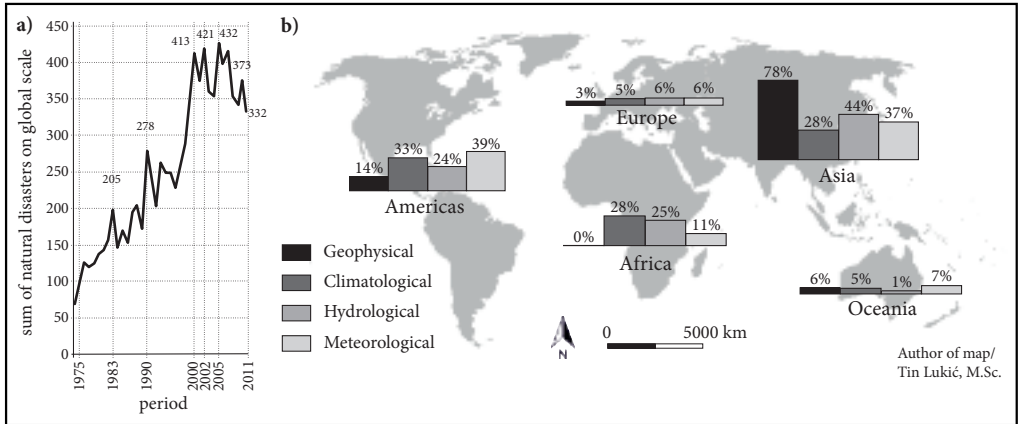 a)
sum of natural disasters on global scale
450
400
350
300
250
200
150
100
50
0
205
278
413
421
432
373
332
1975
1983
1990
2000
2002
2005
2011
period
b)
14%
33%
24%
39%
Americas
3%
5%
6%
6%
Europe
78%
28%
44%
37%
Asia
0%
28%
25%
11%
Africa
6%
5%
1%
7%
Oceania
Geophysical
Climatological
Hydrological
Meteorological
N
0 5000 km
Author of map/
Tin Lukić, M.Sc.